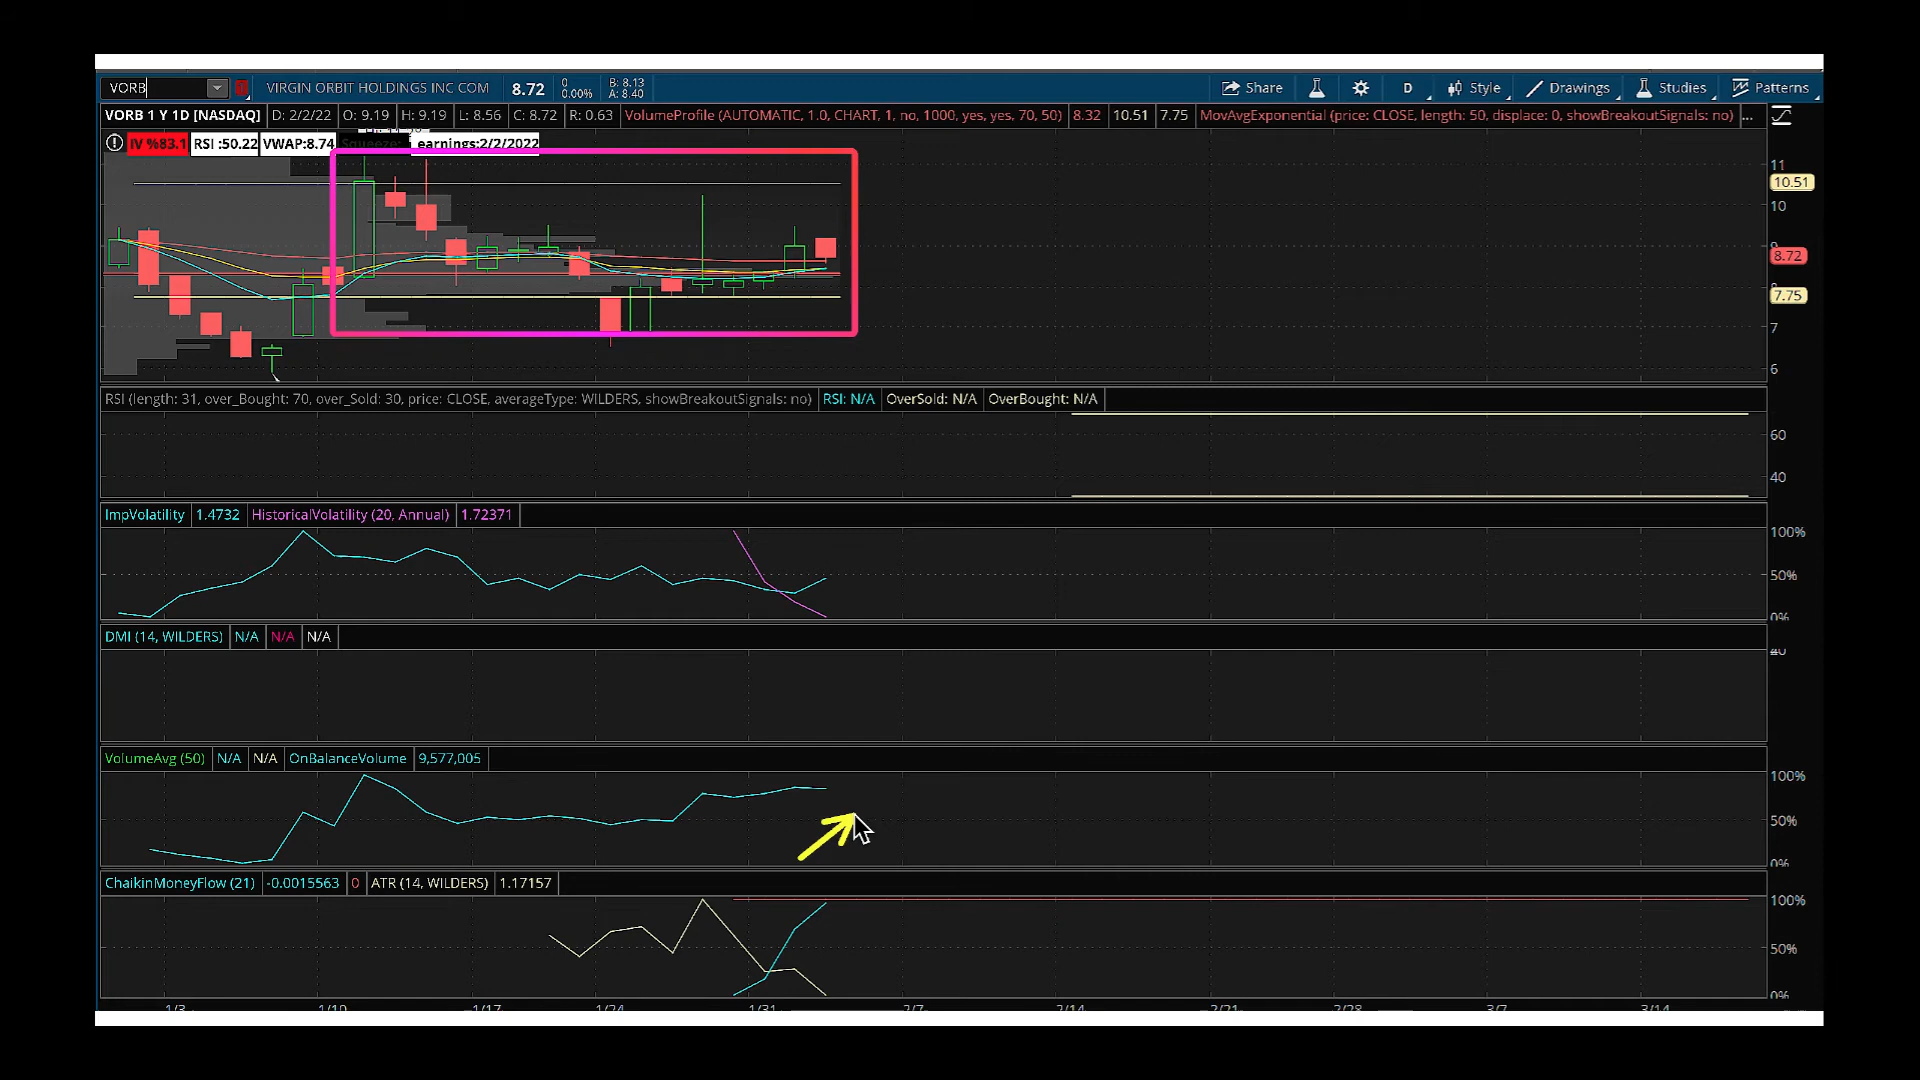 VORB VIRGIN ORBIT HOLDINGS INC COM 8.72 0 0.00% B: 8.13 A: 8.40 Share D Style Drawings Studies Patterns
VORB 1 Y 1D [NASDAQ] D: 2/2/22 O: 9.19 H: 9.19 L: 8.56 C: 8.72 R: 0.63 VolumeProfile (AUTOMATIC, 1.0, CHART, 1, no, 1000, yes, yes, 70, 50) 8.32 10.51 7.75 MovAvgExponential (price: CLOSE, length: 50, displace: 0, showBreakoutSignals: no) ...
IV %83.1 RSI :50.22 VWAP:8.74 Squeeze: earnings:2/2/2022
11
10.51
10
8.72
7.75
7
6
RSI (length: 31, over_Bought: 70, over_Sold: 30, price: CLOSE, averageType: WILDERS, showBreakoutSignals: no) RSI: N/A OverSold: N/A OverBought: N/A
60
40
ImpVolatility 1.4732 HistoricalVolatility (20, Annual) 1.72371
100%
50%
0%
DMI (14, WILDERS) N/A N/A N/A
40
VolumeAvg (50) N/A N/A OnBalanceVolume 9,577,005
100%
50%
0%
ChaikinMoneyFlow (21) -0.0015563 0 ATR (14, WILDERS) 1.17157
100%
50%
0%
1/3 1/10 1/17 1/24 1/31 2/7 2/14 2/21 2/28 3/7 3/14